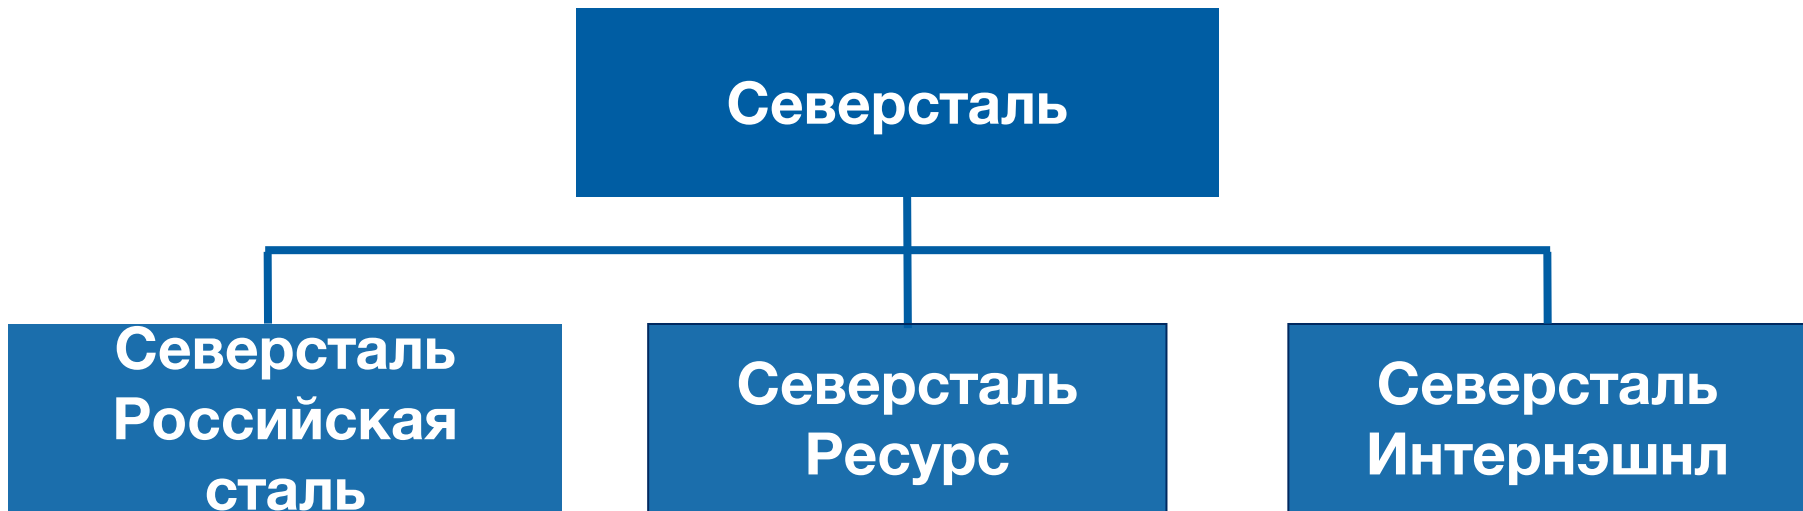 Северсталь
Северсталь
Российская
сталь
Северсталь
Ресурс
Северсталь
Интернэшнл